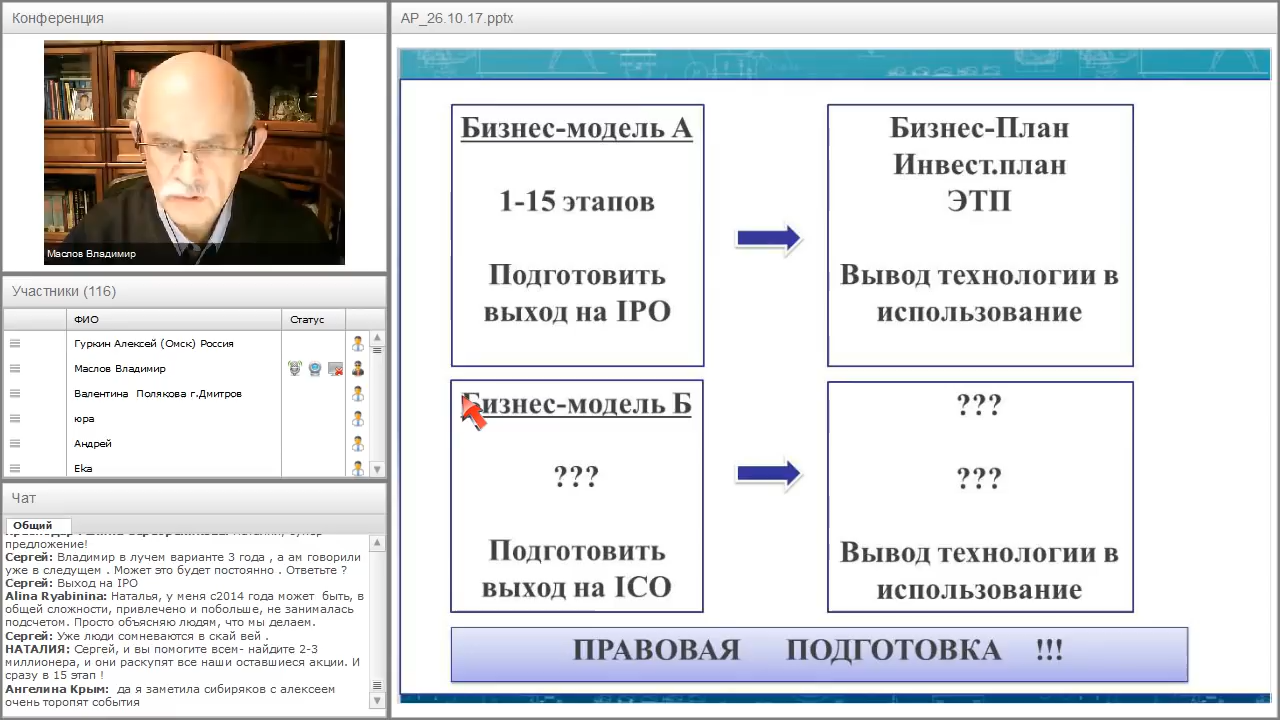 Конференция
Маслов Владимир
Участники (116)
ФИО
Статус
Гуркин Алексей (Омск) Россия
Маслов Владимир
Валентина Полякова г.Дмитров
юра
Андрей
Eka
Чат
Общий
предложение!
Сергей: Владимир в лучем варианте 3 года , а ам говорили
уже в следущем . Может это будет постоянно . Ответьте ?
Сергей: Выход на IPO
Alina Ryabinina: Наталья, у меня с2014 года может быть, в
общей сложности, привлечено и побольше, не занималась
подсчетом. Просто объясняю людям, что мы делаем.
Сергей: Уже люди сомневаются в скай вей .
НАТАЛИЯ: Сергей, и вы помогите всем- найдите 2-3
миллионера, и они раскупят все наши оставшиеся акции. И
сразу в 15 этап !
Ангелина Крым: да я заметила сибиряков с алексеем
очень торопят события
AP_26.10.17.pptx
Бизнес-модель А
1-15 этапов
Подготовить
выход на IPO
Бизнес-План
Инвест.план
ЭТП
Вывод технологии в
использование
Бизнес-модель Б
???
Подготовить
выход на ICO
???
???
Вывод технологии в
использование
ПРАВОВАЯ ПОДГОТОВКА !!!